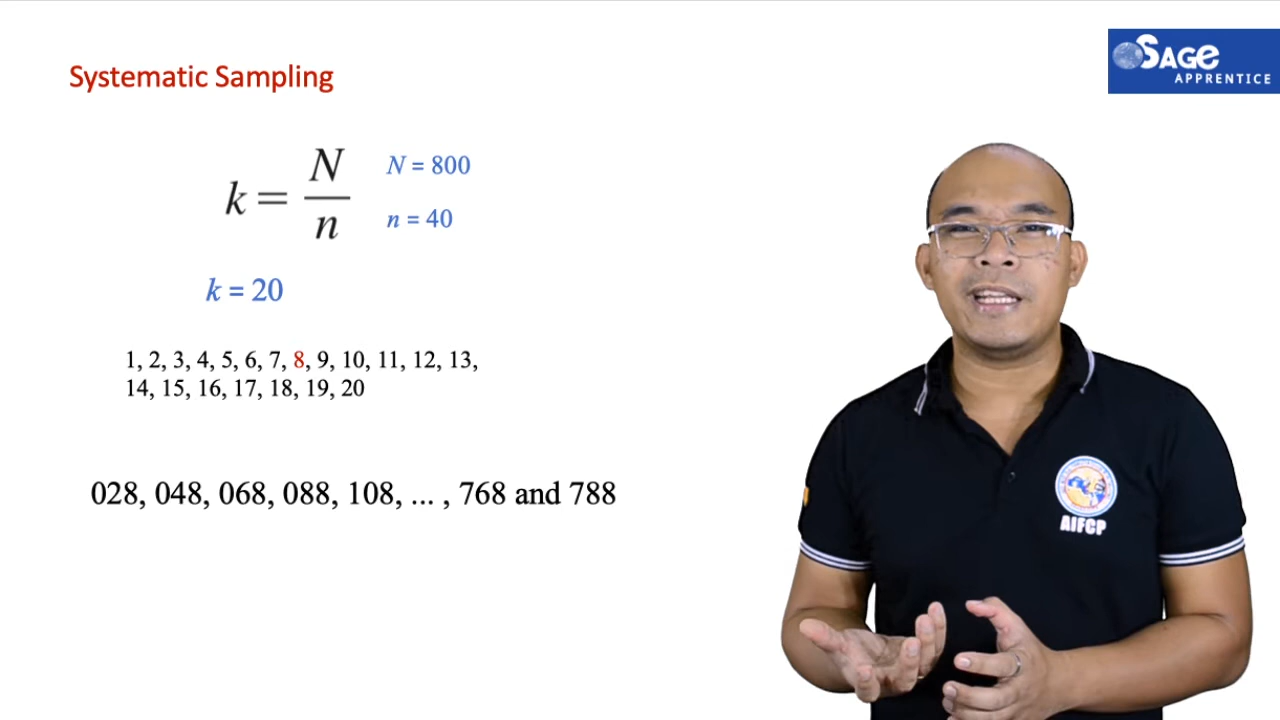 Systematic Sampling
SAGE
APPRENTICE
k = N/n
N = 800
n = 40
k = 20
1, 2, 3, 4, 5, 6, 7, 8, 9, 10, 11, 12, 13,
14, 15, 16, 17, 18, 19, 20
028, 048, 068, 088, 108, ... , 768 and 788
AIFCP